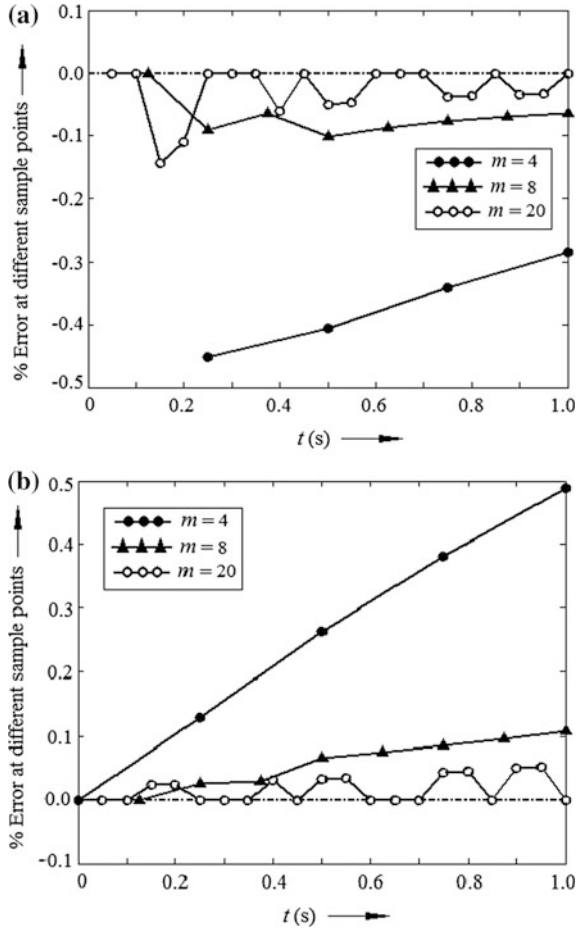 (a)
0.1
0.0
-0.1
-0.2
-0.3
-0.4
-0.5
% Error at different sample points
m = 4
m = 8
m = 20
0 0.2 0.4 0.6 0.8 1.0
t (s)
(b)
0.5
0.4
0.3
0.2
0.1
0.0
-0.1
% Error at different sample points
m = 4
m = 8
m = 20
0 0.2 0.4 0.6 0.8 1.0
t (s)